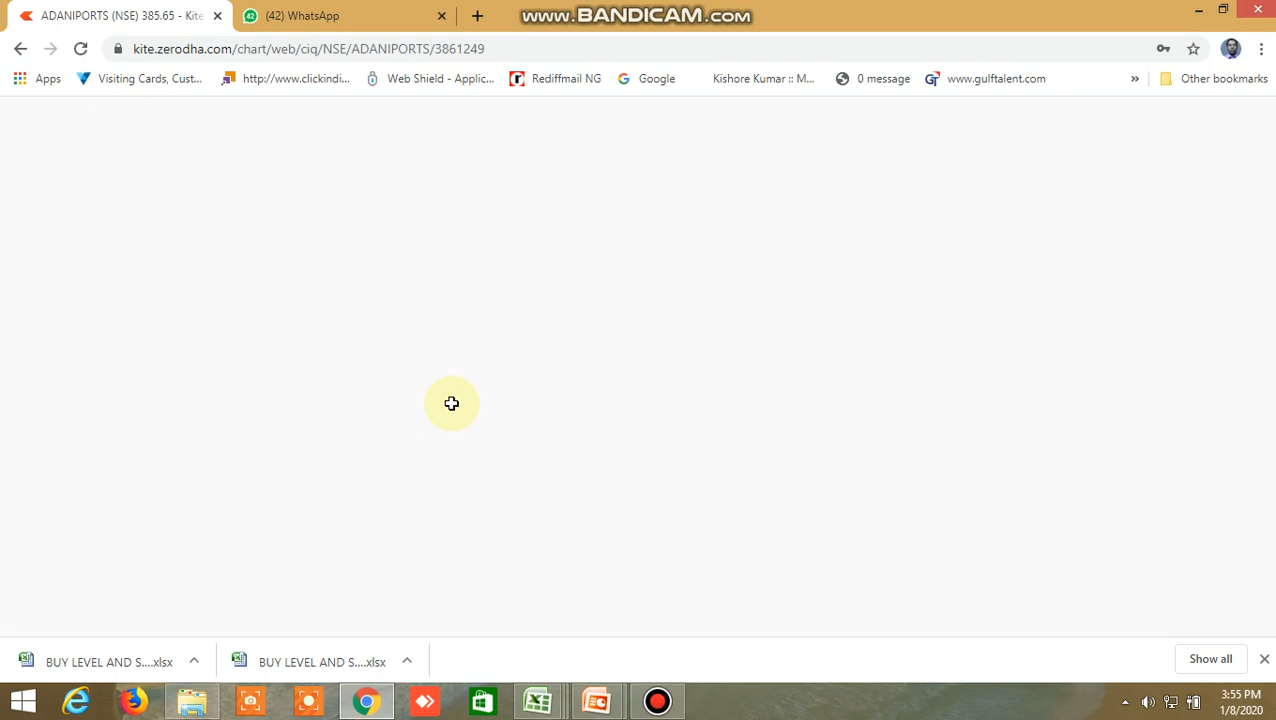 ADANIPORTS (NSE) 385.65 - Kite
42
(42) WhatsApp
www.BANDICAM.com
kite.zerodha.com/chart/web/ciq/NSE/ADANIPORTS/3861249
Apps
Visiting Cards, Cust...
http://www.clickindi...
Web Shield - Applic...
Rediffmail NG
Google
Kishore Kumar :: M...
0 message
www.gulftalent.com
»
Other bookmarks
BUY LEVEL AND S....xlsx
BUY LEVEL AND S....xlsx
Show all
3:55 PM
1/8/2020